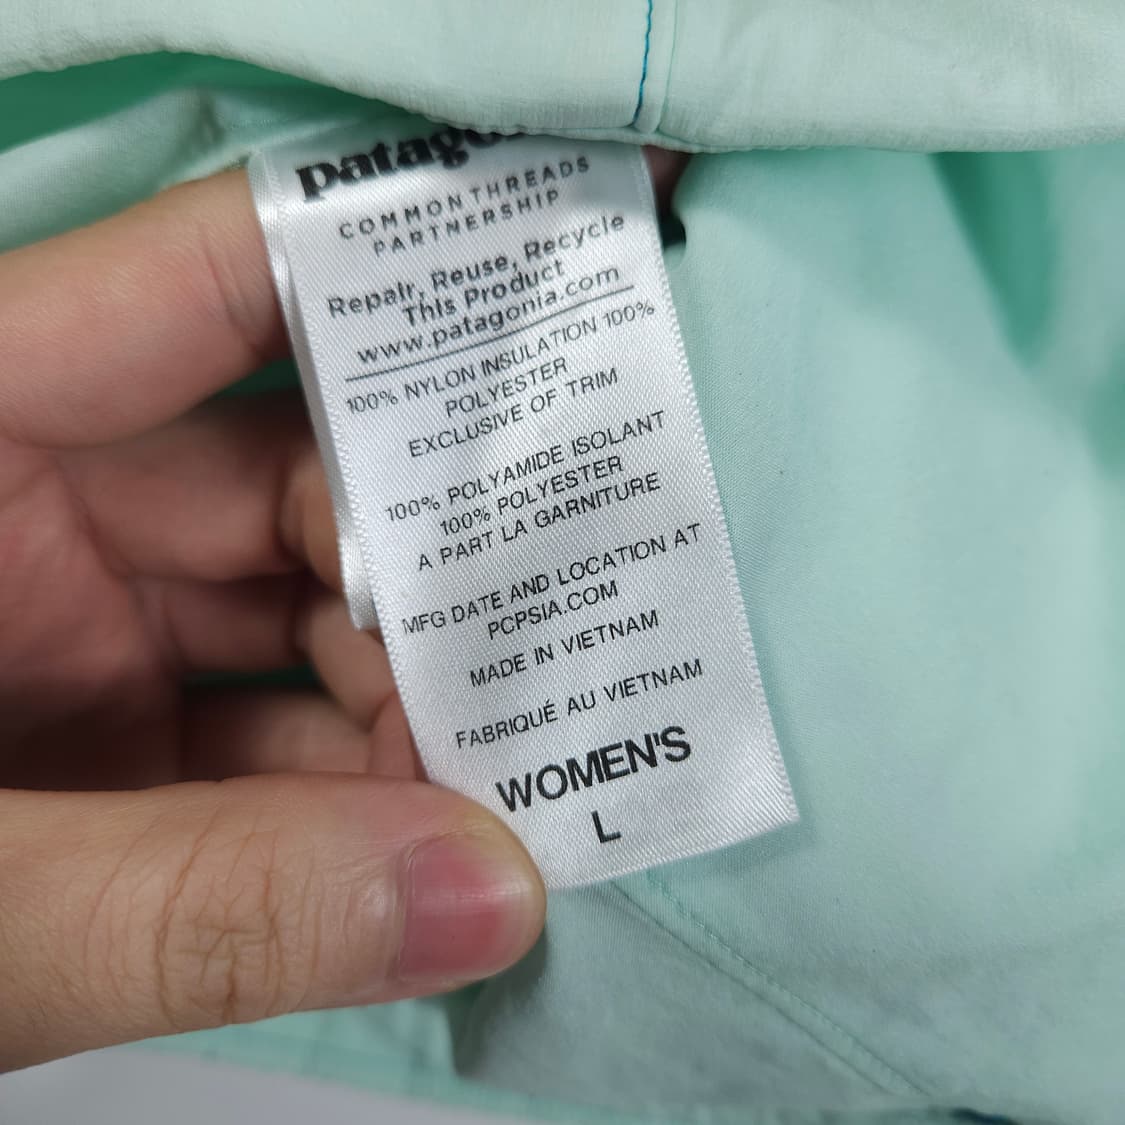 patago
COMMON THREADS
PARTNERSHIP
Repair, Reuse, Recycle
This Product
www.patagonia.com
100% NYLON INSULATION 100%
POLYESTER
EXCLUSIVE OF TRIM
100% POLYAMIDE ISOLANT
100% POLYESTER
A PART LA GARNITURE
MFG DATE AND LOCATION AT
PCPSIA.COM
MADE IN VIETNAM
FABRIQUÉ AU VIETNAM
WOMEN'S
L